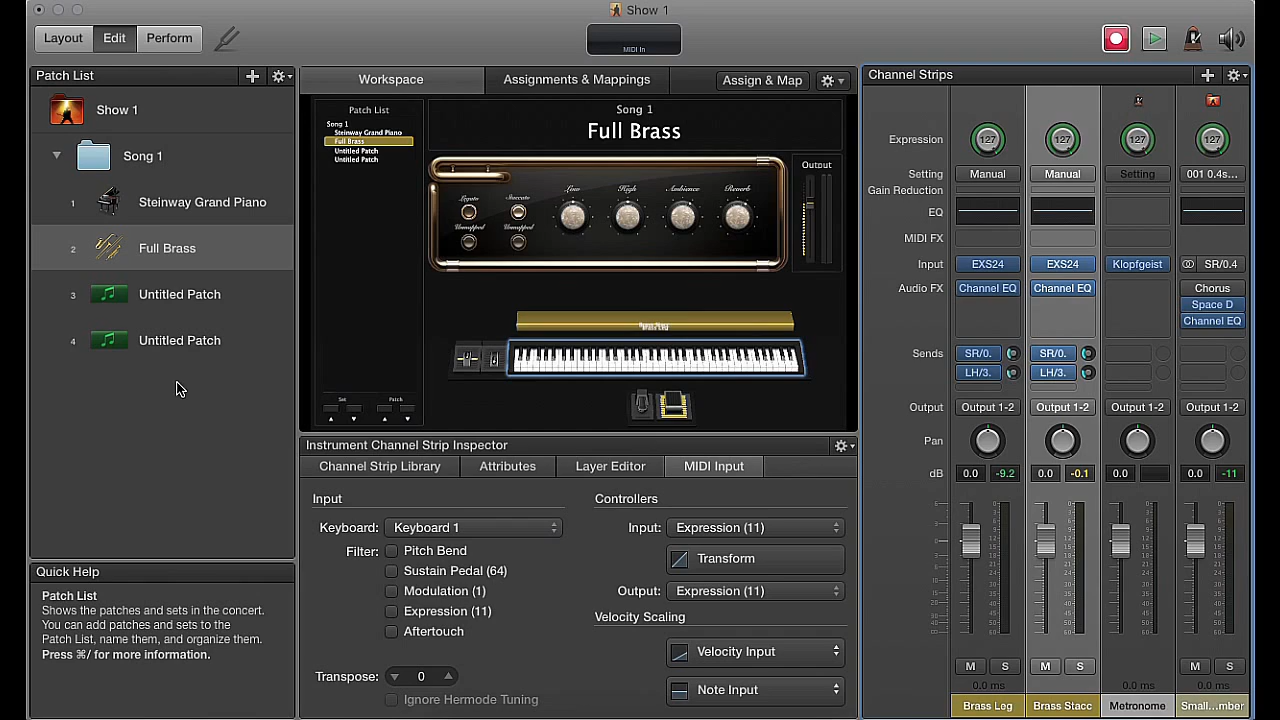 Show 1
Layout
Edit
Perform
MIDI In
Patch List
Show 1
Song 1
1 Steinway Grand Piano
2 Full Brass
3 Untitled Patch
4 Untitled Patch
Quick Help
Patch List
Shows the patches and sets in the concert.
You can add patches and sets to the
Patch List, name them, and organize them.
Press ⌘/ for more information.
Workspace
Assignments & Mappings
Assign & Map
Patch List
Song 1
Steinway Grand Piano
Full Brass
Untitled Patch
Untitled Patch
Set
Patch
Song 1
Full Brass
Legato
Staccato
Unmapped
Unmapped
Low
High
Ambience
Reverb
Output
Instrument Channel Strip Inspector
Channel Strip Library
Attributes
Layer Editor
MIDI Input
Input
Keyboard: Keyboard 1
Filter: Pitch Bend
Sustain Pedal (64)
Modulation (1)
Expression (11)
Aftertouch
Transpose: 0
Ignore Hermode Tuning
Controllers
Input: Expression (11)
Transform
Output: Expression (11)
Velocity Scaling
Velocity Input
Note Input
Channel Strips
Expression 127 127 127 127
Setting Manual Manual Setting 001 0.4s...
Gain Reduction
EQ
MIDI FX
Input EXS24 EXS24 Klopfgeist SR/0.4
Audio FX Channel EQ Channel EQ Chorus
Space D
Channel EQ
Sends SR/0. SR/0.
LH/3. LH/3.
Output Output 1-2 Output 1-2 Output 1-2 Output 1-2
Pan
dB 0.0 -9.2 0.0 -0.1 0.0 0.0 -11
M S M S M S
0.0 ms 0.0 ms 0.0 ms
Brass Leg Brass Stacc Metronome Small...mber